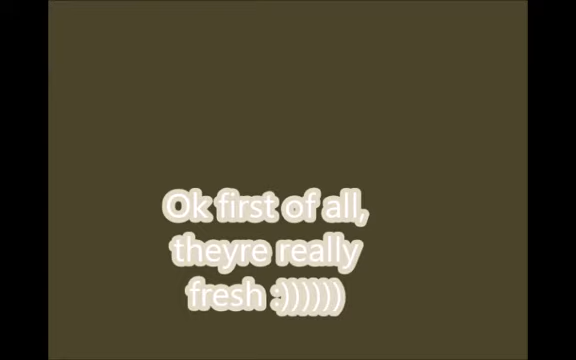 Ok first of all,
theyre really
fresh :))))))